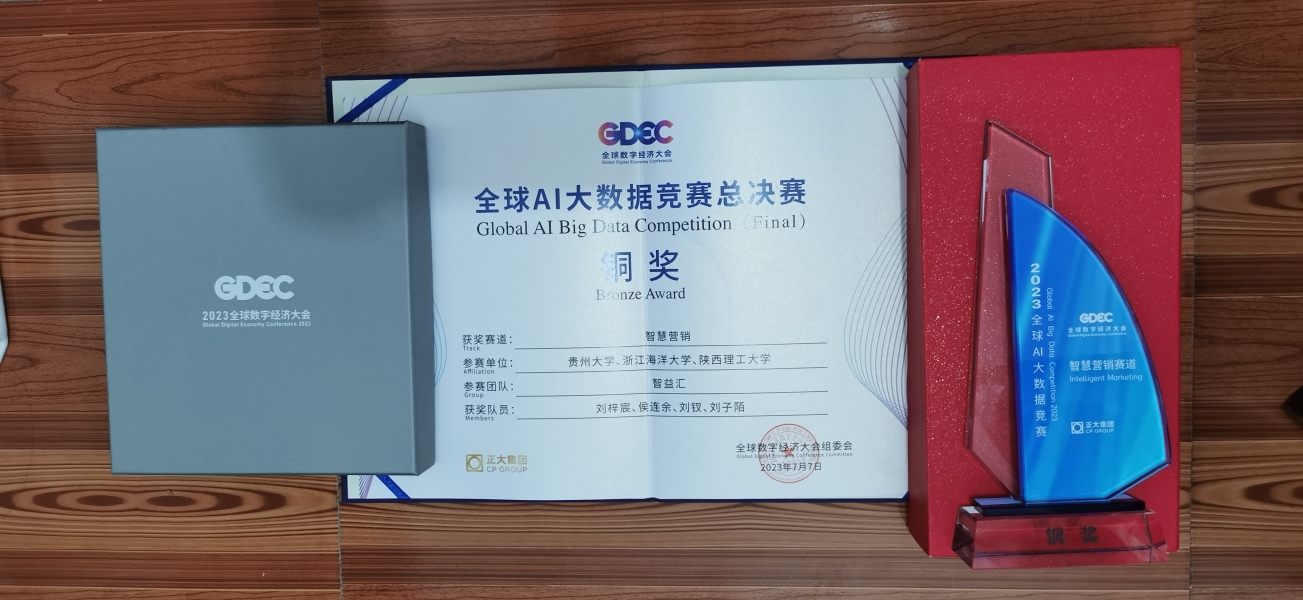 GDEC
2023全球数字经济大会
Global Digital Economy Conference 2023
GDEC
全球数字经济大会
Global Digital Economy Conference
全球AI大数据竞赛总决赛
Global AI Big Data Competition（Final）
铜奖
Bronze Award
获奖赛道： 智慧营销
Track
参赛单位： 贵州大学、浙江海洋大学、陕西理工大学
Affiliation
参赛团队： 智益汇
Group
获奖队员： 刘梓宸、侯连余、刘钗、刘子陌
Members
正大集团
CP GROUP
全球数字经济大会组委会
Global Digital Economy Conference Committee
2023年7月7日
2023全球AI大数据竞赛
Global AI Big Data Competition 2023
GDEC
全球数字经济大会
Global Digital Economy Conference
智慧营销赛道
Intelligent Marketing
正大集团
CP GROUP
铜奖